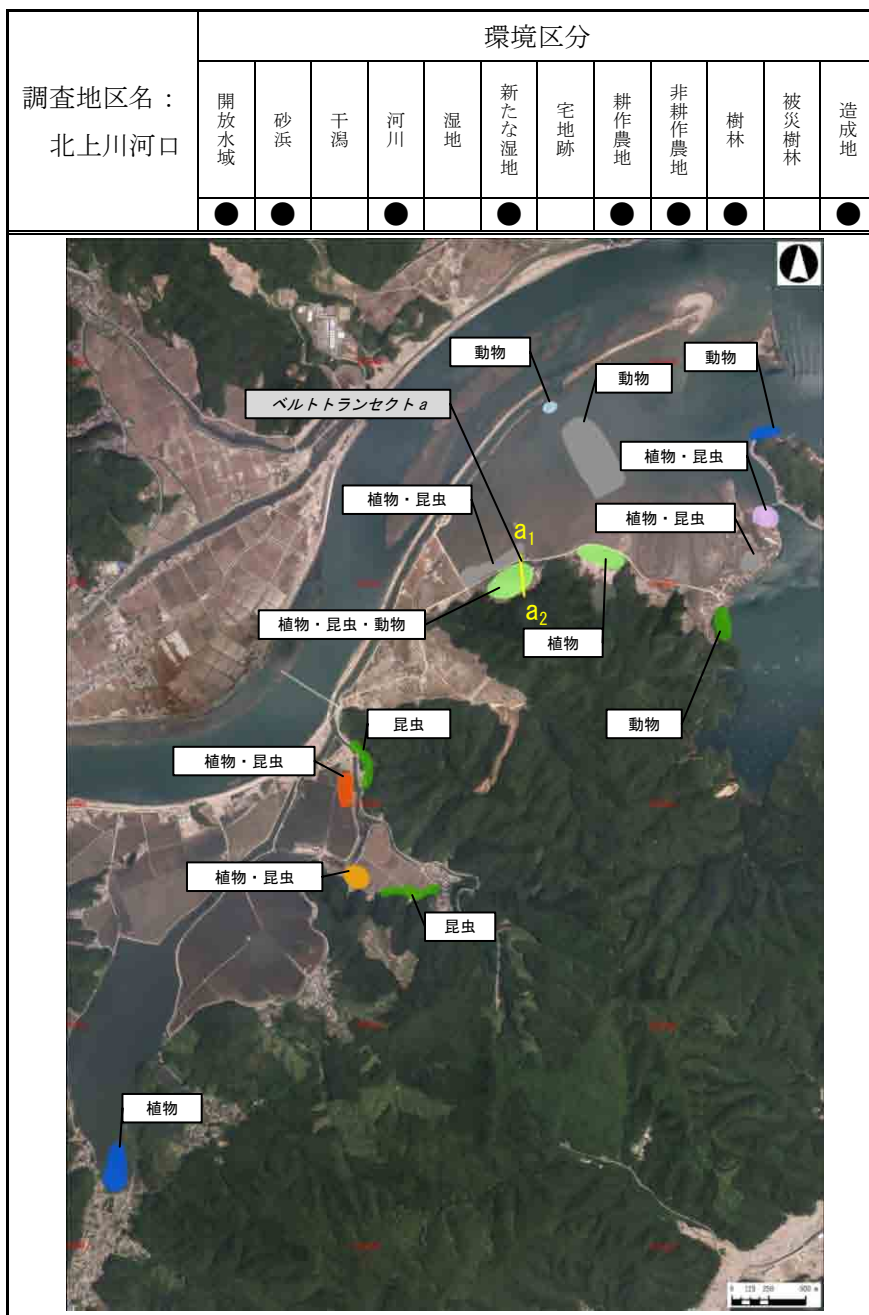 調査地区名:
北上川河口
環境区分
開放水域
砂浜
干潟
河川
湿地
新たな湿地
宅地跡
耕作農地
非耕作農地
樹林
被災樹林
造成地
● ● ● ● ● ● ● ●
動物
動物
動物
ベルトトランセクトa
植物・昆虫
植物・昆虫
植物・昆虫
a1
a2
植物・昆虫・動物
植物
動物
昆虫
植物・昆虫
植物・昆虫
昆虫
植物